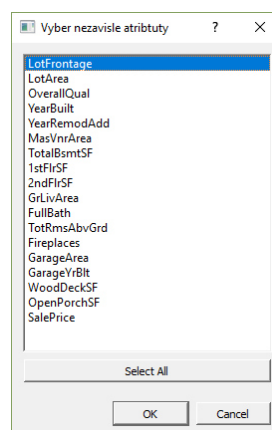 Vyber nezavisle atribtuty ?
LotFrontage
LotArea
OverallQual
YearBuilt
YearRemodAdd
MasVnrArea
TotalBsmtSF
1stFlrSF
2ndFlrSF
GrLivArea
FullBath
TotRmsAbvGrd
Fireplaces
GarageArea
GarageYrBlt
WoodDeckSF
OpenPorchSF
SalePrice
Select All
OK Cancel